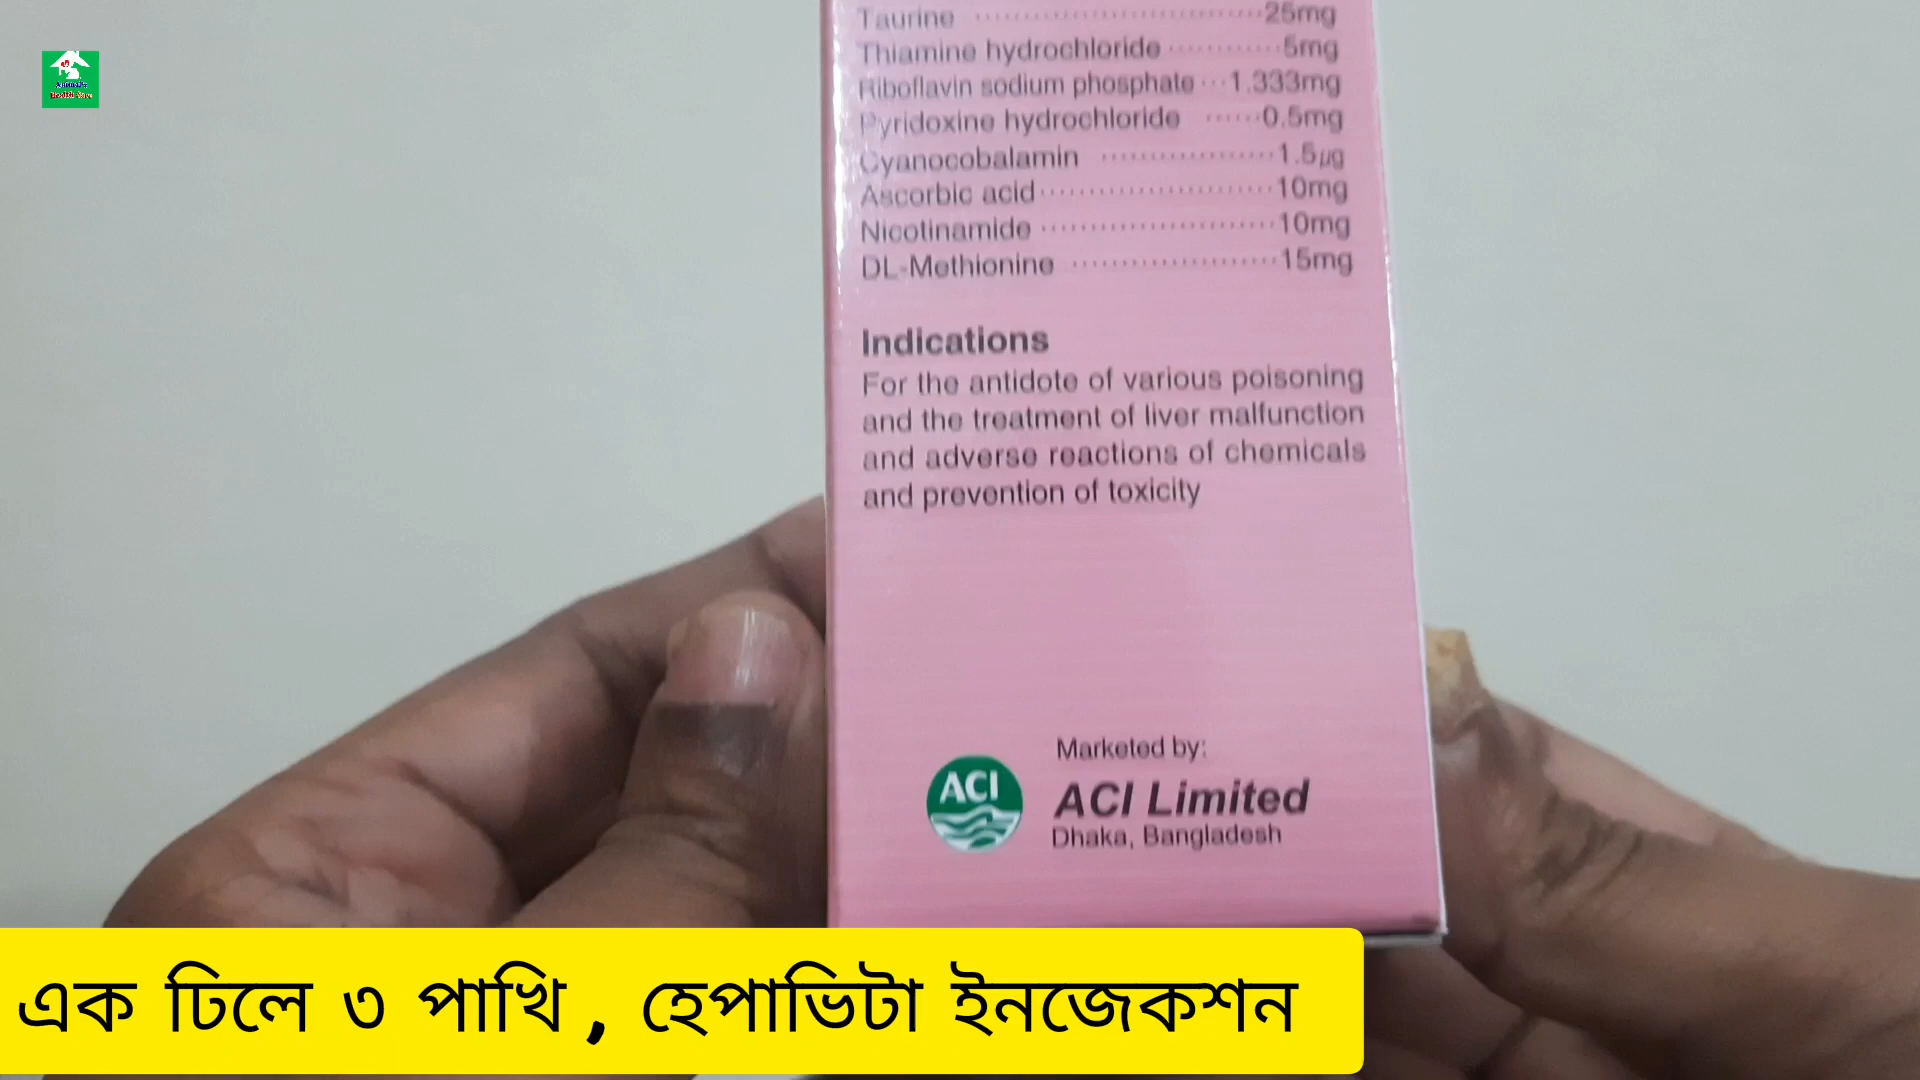 Taurine ······························25mg
Thiamine hydrochloride ············5mg
Riboflavin sodium phosphate ···1.333mg
Pyridoxine hydrochloride ······0.5mg
Cyanocobalamin ··················1.5µg
Ascorbic acid ························10mg
Nicotinamide ························10mg
DL-Methionine ·····················15mg
Indications
For the antidote of various poisoning
and the treatment of liver malfunction
and adverse reactions of chemicals
and prevention of toxicity
Marketed by:
ACI
ACI Limited
Dhaka, Bangladesh
এক ঢিলে ৩ পাখি , হেপাভিটা ইনজেকশন